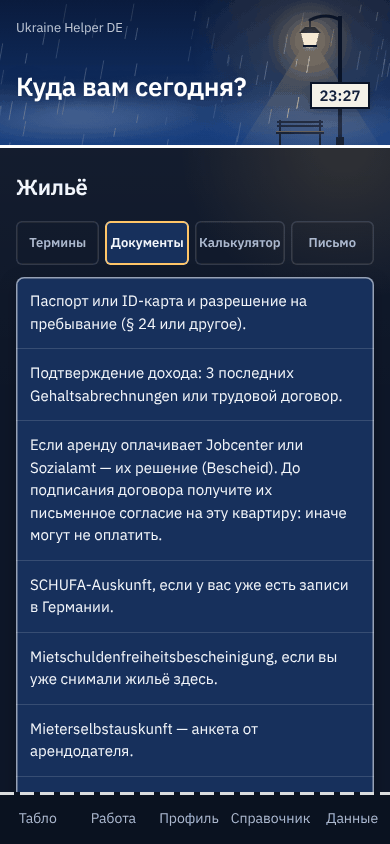 Ukraine Helper DE
Куда вам сегодня?
23:27
Жильё
Термины
Документы
Калькулятор
Письмо
Паспорт или ID-карта и разрешение на
пребывание (§ 24 или другое).
Подтверждение дохода: 3 последних
Gehaltsabrechnungen или трудовой договор.
Если аренду оплачивает Jobcenter или
Sozialamt — их решение (Bescheid). До
подписания договора получите их
письменное согласие на эту квартиру: иначе
могут не оплатить.
SCHUFA-Auskunft, если у вас уже есть записи
в Германии.
Mietschuldenfreiheitsbescheinigung, если вы
уже снимали жильё здесь.
Mieterselbstauskunft — анкета от
арендодателя.
Табло
Работа
Профиль
Справочник
Данные